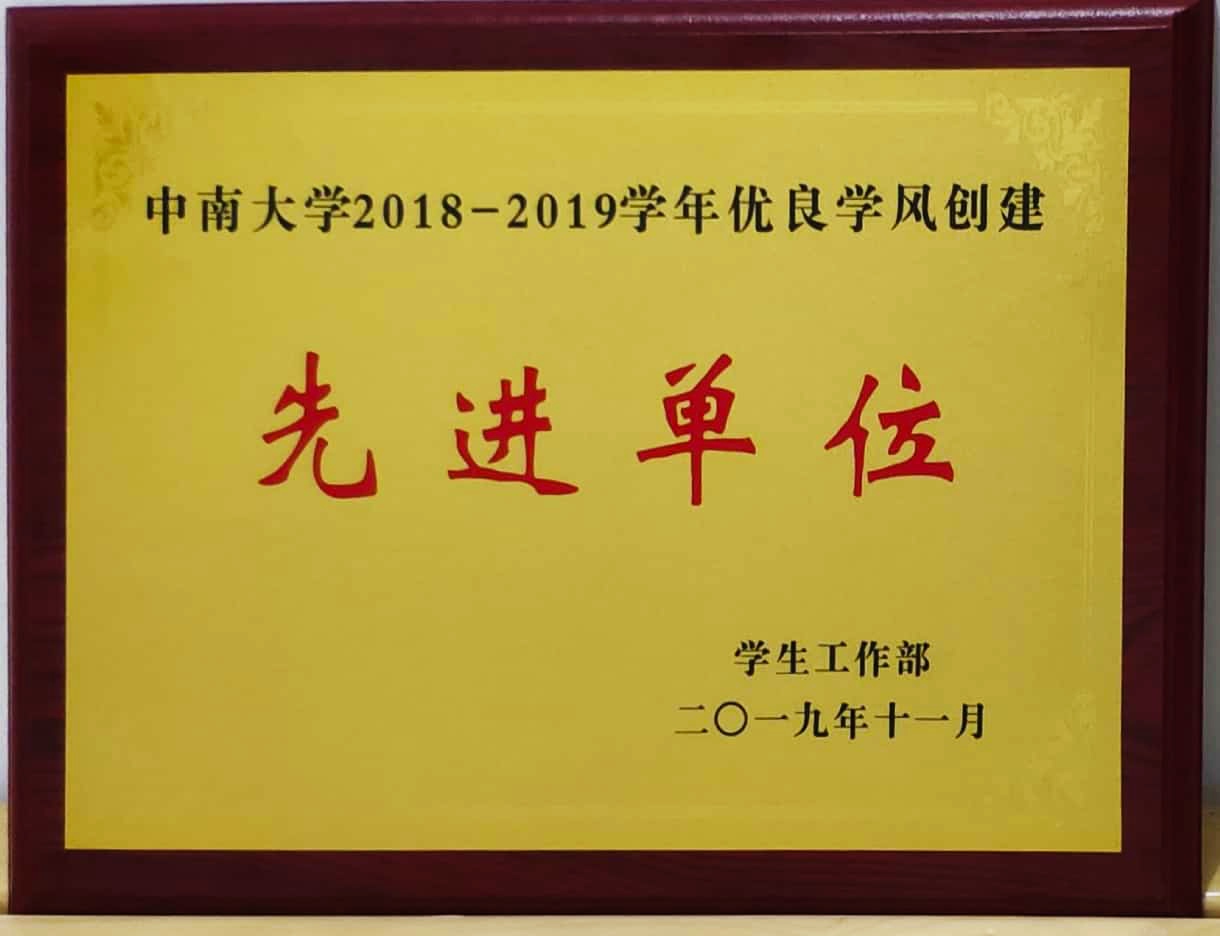 中南大学2018-2019学年优良学风创建
先进单位
学生工作部
二〇一九年十一月